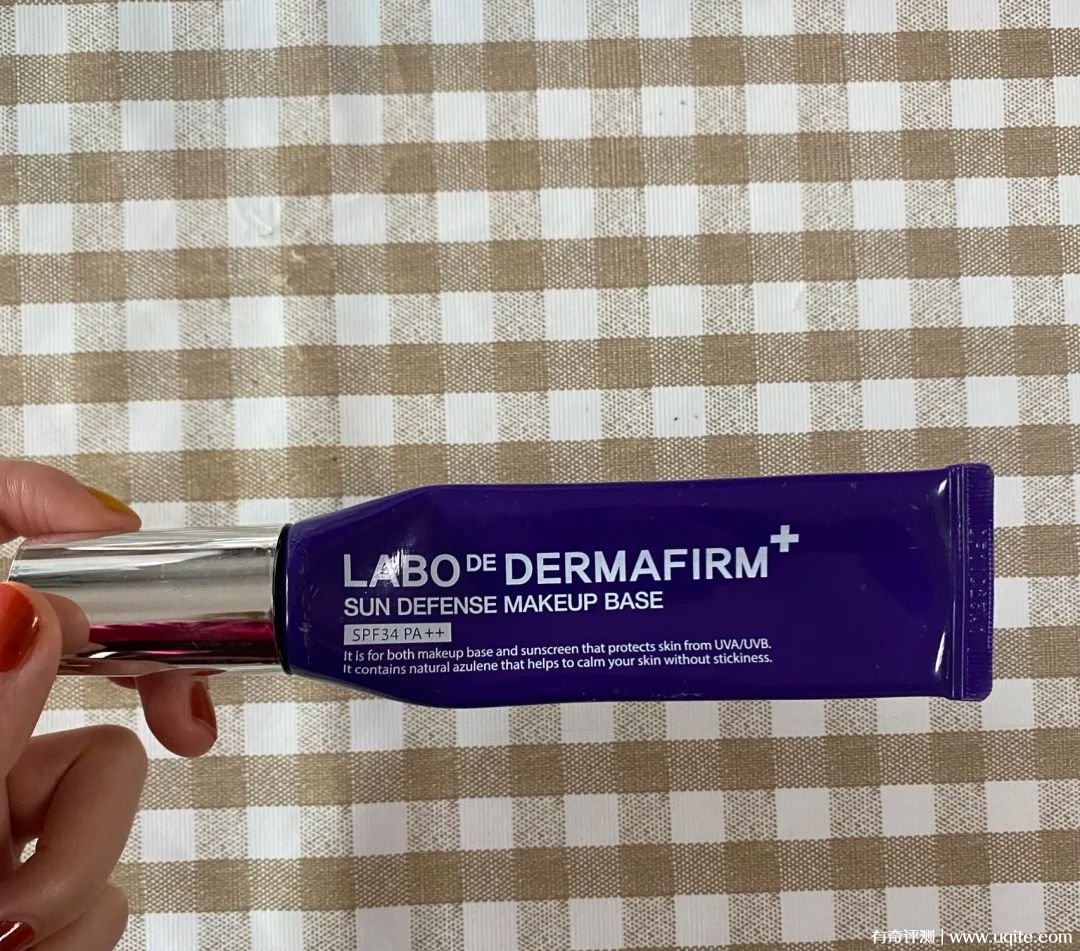 LABO DE DERMAFIRM+
SUN DEFENSE MAKEUP BASE
SPF34 PA++
It is for both makeup base and sunscreen that protects skin from UVA/UVB.
It contains natural azulene that helps to calm your skin without stickiness.
有奇评测 | www.uqite.com